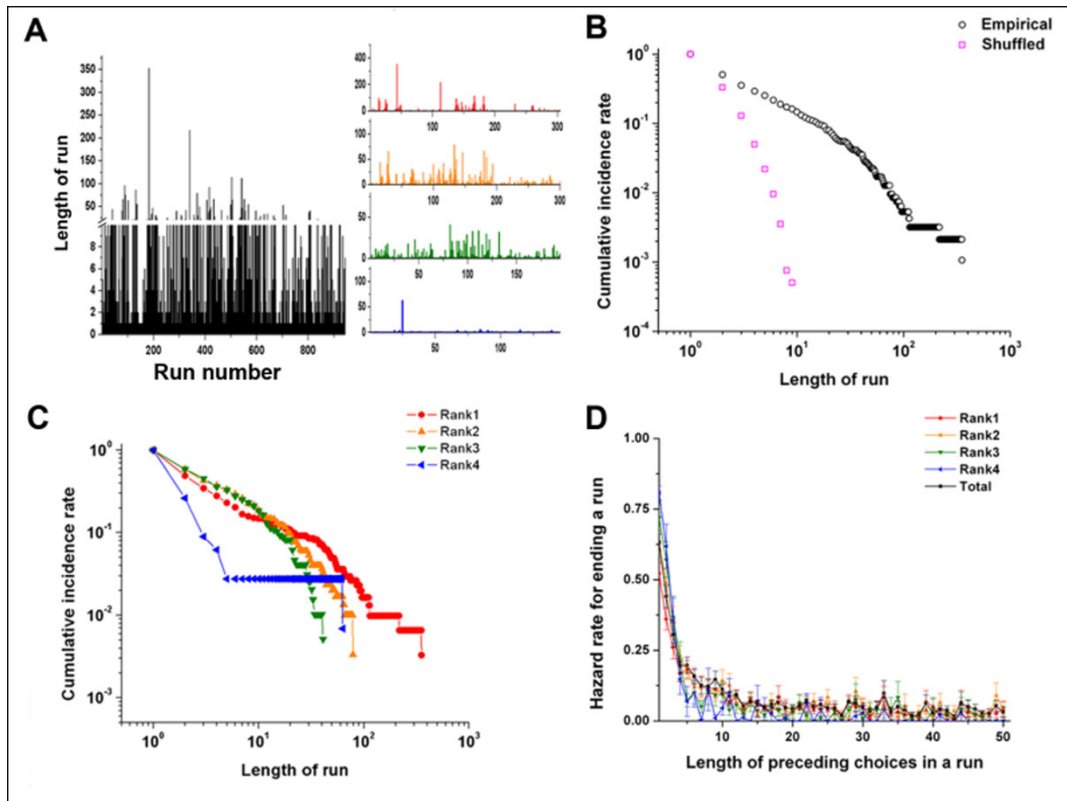 A
Length of run
350
300
250
200
150
100
50
8
6
4
2
0
200 400 600 800
Run number
400
200
0
100 200 300
100
50
0
100 200 300
50
0
50 100 150
100
50
0
50 100
B
Empirical
Shuffled
Cumulative incidence rate
10^0
10^-1
10^-2
10^-3
10^-4
10^0 10^1 10^2 10^3
Length of run
C
Rank1
Rank2
Rank3
Rank4
Cumulative incidence rate
10^0
10^-1
10^-2
10^-3
10^0 10^1 10^2 10^3
Length of run
D
Rank1
Rank2
Rank3
Rank4
Total
Hazard rate for ending a run
1.00
0.75
0.50
0.25
0.00
10 20 30 40 50
Length of preceding choices in a run